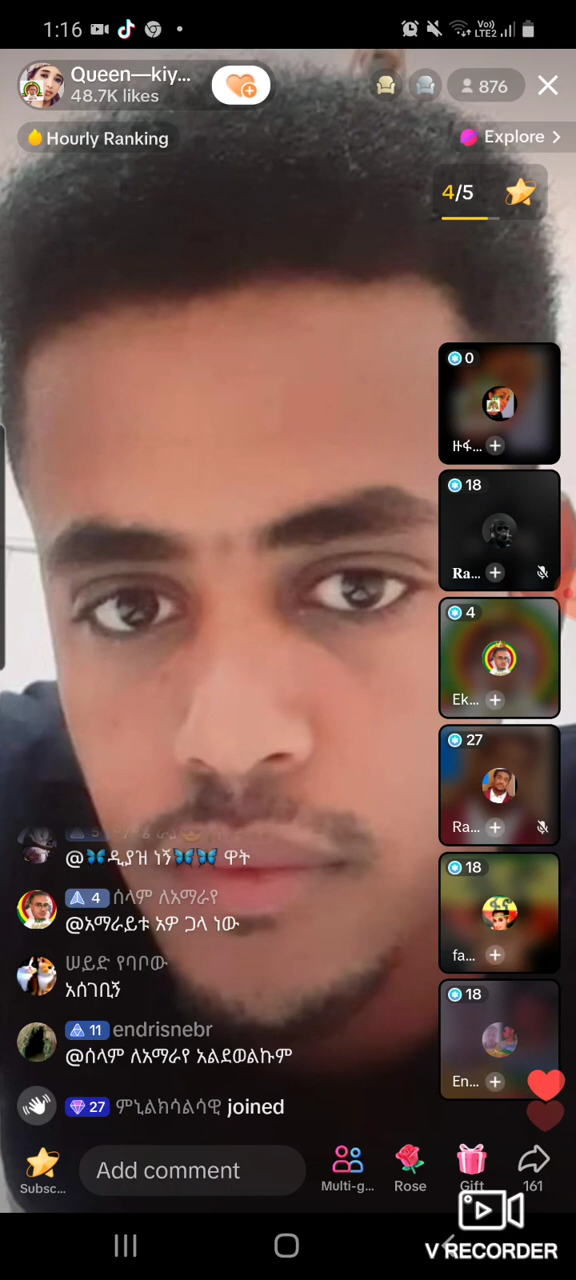 1:16
Vo))
LTE2
Queen—kiy...
48.7K likes
876
Hourly Ranking
Explore
4/5
0
ዙፋ...
18
Ra...
4
Ek...
27
Ra...
18
fa...
18
En...
@🦋ዲያዝ ነኝ🦋🦋 ዋት
4 ሰላም ለአማራየ
@አማራይቱ አዎ ጋላ ነው
ሠይድ የባቦው
አሰገቢኝ
11 endrisnebr
@ሰላም ለአማራየ አልደወልኩም
27 ምኒልክሳልሳዊ joined
Subsc...
Add comment
Multi-g...
Rose
Gift
161
V RECORDER